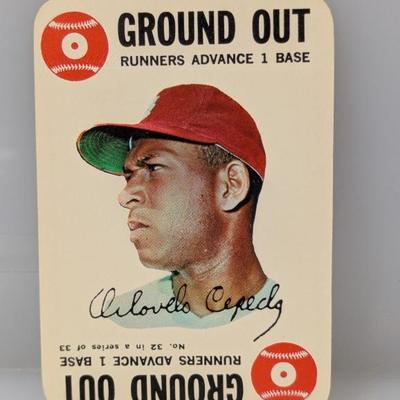 GROUND OUT
RUNNERS ADVANCE 1 BASE
Orlando Cepeda
No. 32 in a series of 33
RUNNERS ADVANCE 1 BASE
GROUND OUT